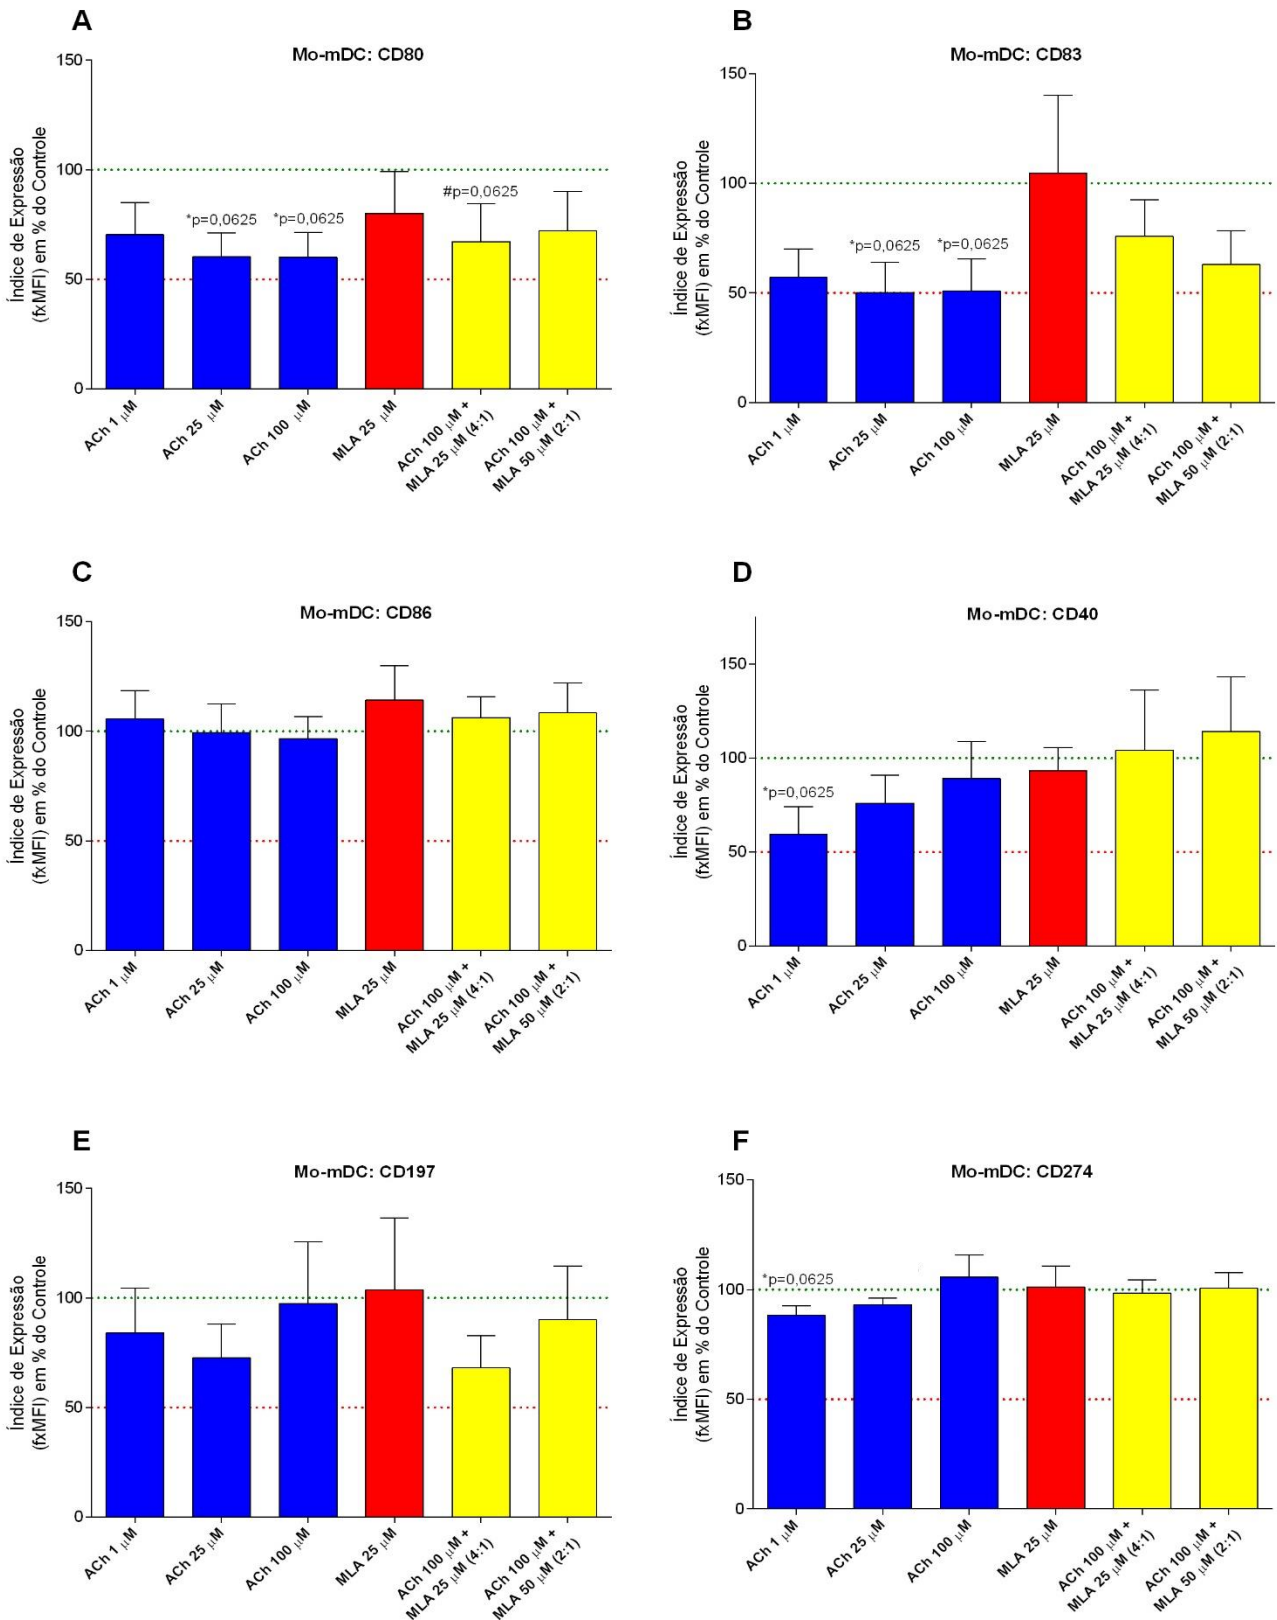 A
Mo-mDC: CD80
Índice de Expressão
(fxMFI) em % do Controle
150
100
50
0
*p=0,0625
*p=0,0625
#p=0,0625
ACh 1 μM
ACh 25 μM
ACh 100 μM
MLA 25 μM
ACh 100 μM +
MLA 25 μM (4:1)
ACh 100 μM +
MLA 50 μM (2:1)
B
Mo-mDC: CD83
Índice de Expressão
(fxMFI) em % do Controle
150
100
50
0
*p=0,0625
*p=0,0625
ACh 1 μM
ACh 25 μM
ACh 100 μM
MLA 25 μM
ACh 100 μM +
MLA 25 μM (4:1)
ACh 100 μM +
MLA 50 μM (2:1)
C
Mo-mDC: CD86
Índice de Expressão
(fxMFI) em % do Controle
150
100
50
0
ACh 1 μM
ACh 25 μM
ACh 100 μM
MLA 25 μM
ACh 100 μM +
MLA 25 μM (4:1)
ACh 100 μM +
MLA 50 μM (2:1)
D
Mo-mDC: CD40
Índice de Expressão
(fxMFI) em % do Controle
150
100
50
0
*p=0,0625
ACh 1 μM
ACh 25 μM
ACh 100 μM
MLA 25 μM
ACh 100 μM +
MLA 25 μM (4:1)
ACh 100 μM +
MLA 50 μM (2:1)
E
Mo-mDC: CD197
Índice de Expressão
(fxMFI) em % do Controle
150
100
50
0
ACh 1 μM
ACh 25 μM
ACh 100 μM
MLA 25 μM
ACh 100 μM +
MLA 25 μM (4:1)
ACh 100 μM +
MLA 50 μM (2:1)
F
Mo-mDC: CD274
Índice de Expressão
(fxMFI) em % do Controle
150
100
50
0
*p=0,0625
ACh 1 μM
ACh 25 μM
ACh 100 μM
MLA 25 μM
ACh 100 μM +
MLA 25 μM (4:1)
ACh 100 μM +
MLA 50 μM (2:1)